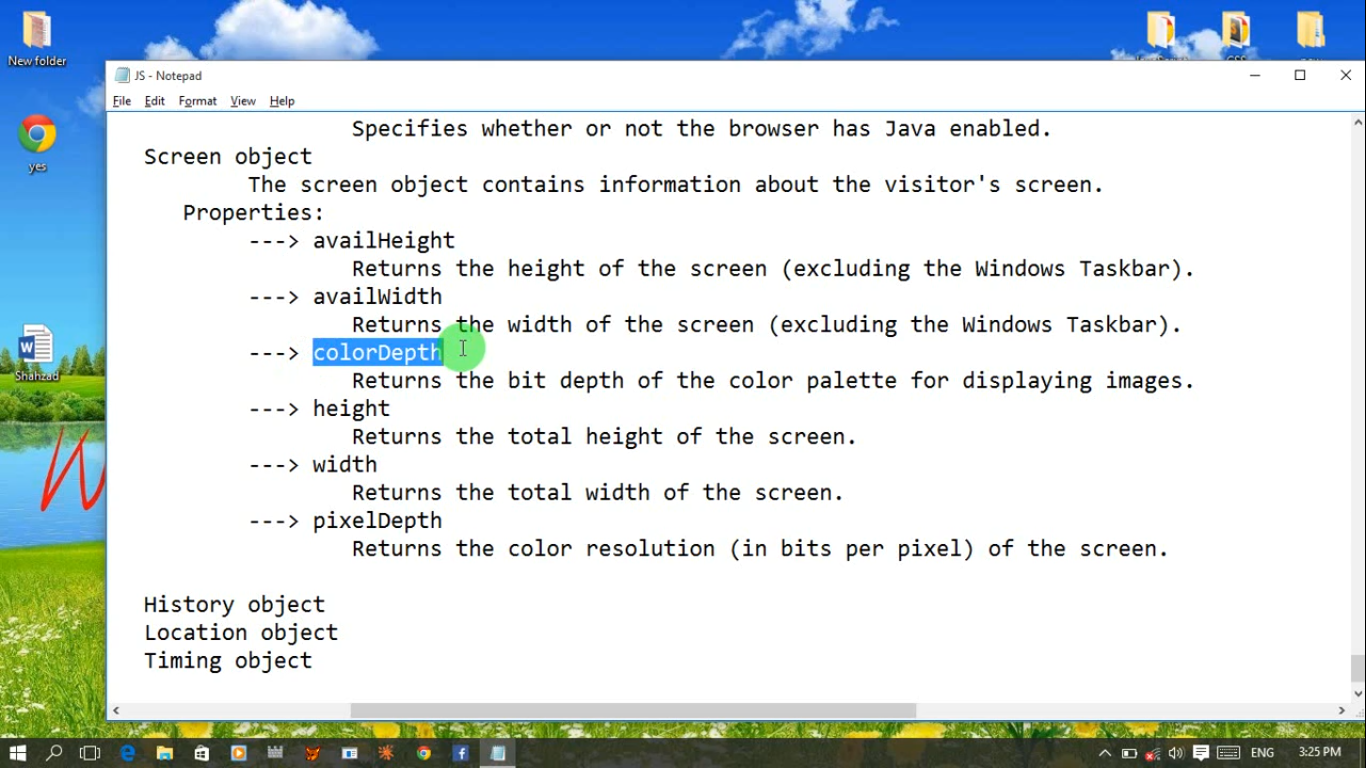 New folder
yes
Shahzad
JS - Notepad
File Edit Format View Help
Specifies whether or not the browser has Java enabled.
Screen object
The screen object contains information about the visitor's screen.
Properties:
---> availHeight
Returns the height of the screen (excluding the Windows Taskbar).
---> availWidth
Returns the width of the screen (excluding the Windows Taskbar).
---> colorDepth
Returns the bit depth of the color palette for displaying images.
---> height
Returns the total height of the screen.
---> width
Returns the total width of the screen.
---> pixelDepth
Returns the color resolution (in bits per pixel) of the screen.
History object
Location object
Timing object
W
ENG
3:25 PM